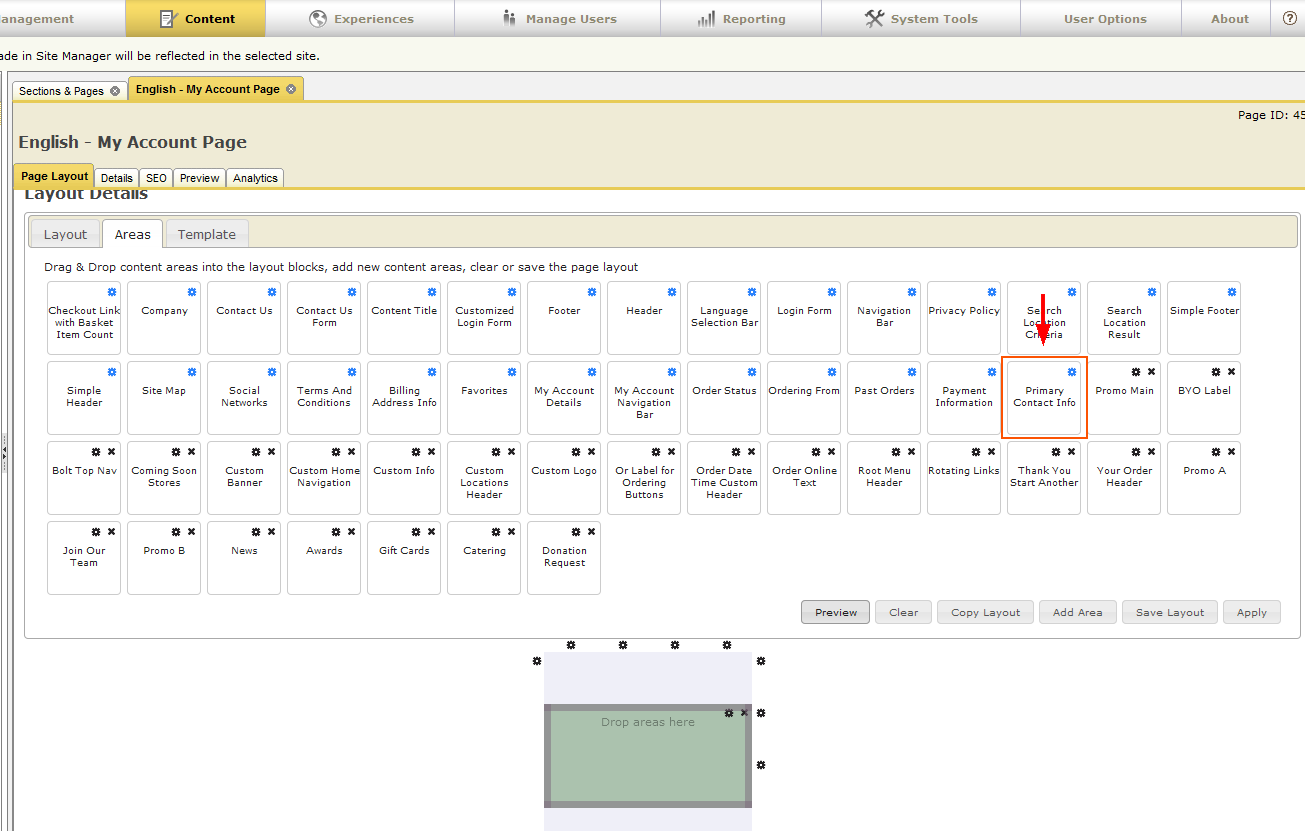 anagement Content Experiences Manage Users Reporting System Tools User Options About
ade in Site Manager will be reflected in the selected site.
Sections & Pages English - My Account Page
Page ID: 45
English - My Account Page
Page Layout Details SEO Preview Analytics
Layout Details
Layout Areas Template
Drag & Drop content areas into the layout blocks, add new content areas, clear or save the page layout
Checkout Link
with Basket
Item Count
Company
Contact Us
Contact Us
Form
Content Title
Customized
Login Form
Footer
Header
Language
Selection Bar
Login Form
Navigation
Bar
Privacy Policy
Search
Location
Criteria
Search
Location
Result
Simple Footer
Simple
Header
Site Map
Social
Networks
Terms And
Conditions
Billing
Address Info
Favorites
My Account
Details
My Account
Navigation
Bar
Order Status
Ordering From
Past Orders
Payment
Information
Primary
Contact Info
Promo Main
BYO Label
Bolt Top Nav
Coming Soon
Stores
Custom
Banner
Custom Home
Navigation
Custom Info
Custom
Locations
Header
Custom Logo
Or Label for
Ordering
Buttons
Order Date
Time Custom
Header
Order Online
Text
Root Menu
Header
Rotating Links
Thank You
Start Another
Your Order
Header
Promo A
Join Our
Team
Promo B
News
Awards
Gift Cards
Catering
Donation
Request
Preview Clear Copy Layout Add Area Save Layout Apply
Drop areas here